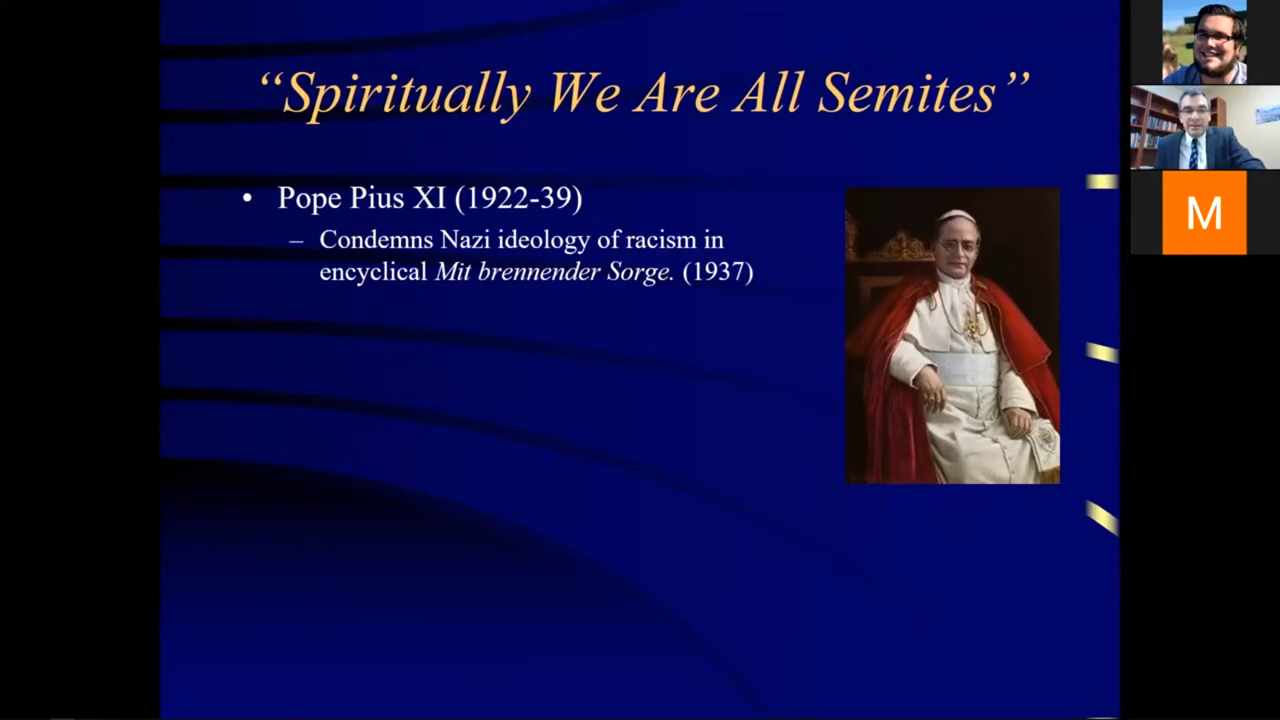 “Spiritually We Are All Semites”
• Pope Pius XI (1922-39)
– Condemns Nazi ideology of racism in
encyclical Mit brennender Sorge. (1937)
M